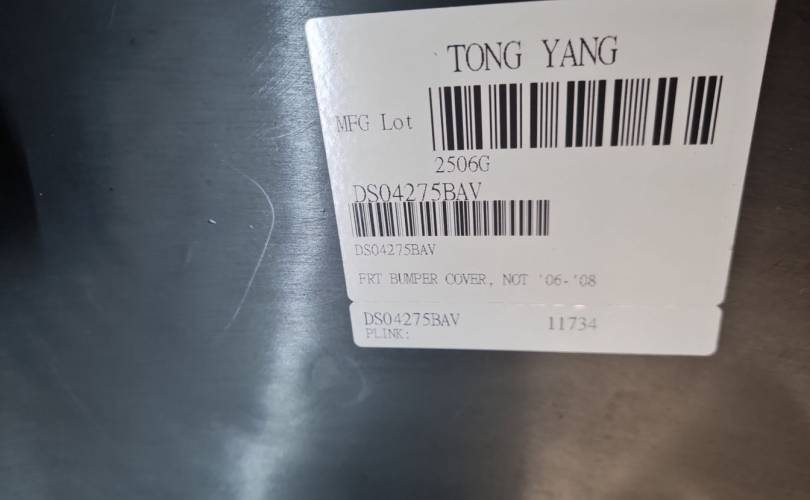 TONG YANG
MFG Lot
2506G
DS04275BAV
DS04275BAV
FRT BUMPER COVER, NOT '06-'08
DS04275BAV 11734
PLINK: